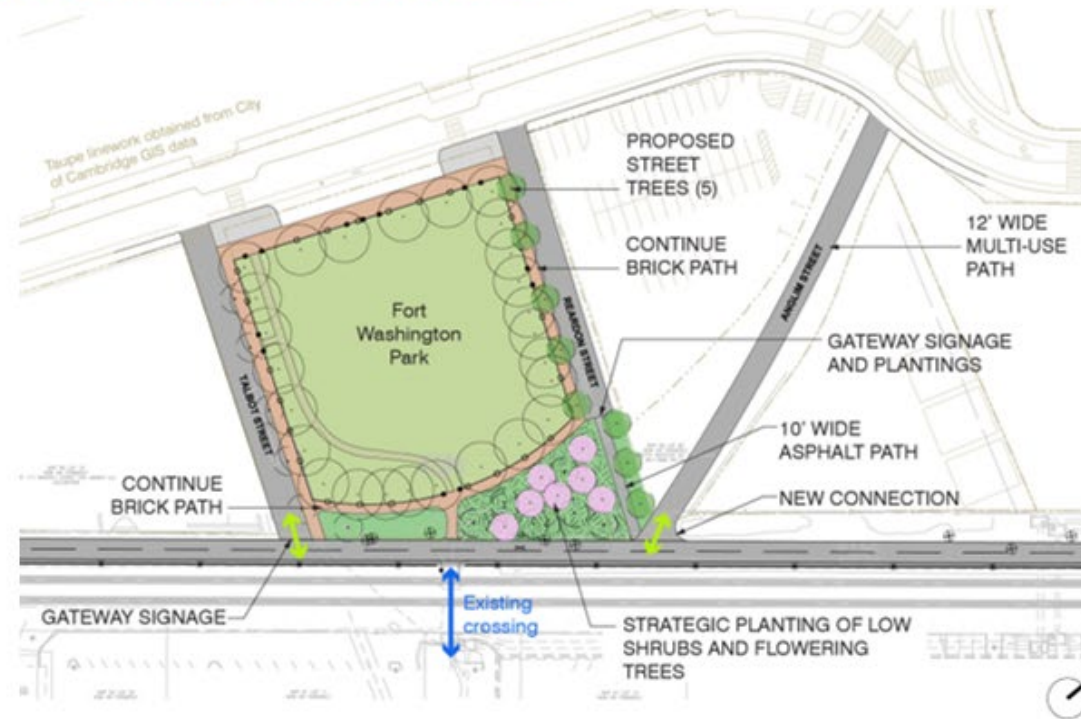 Taupe linework obtained from City
of Cambridge GIS data
PROPOSED
STREET
TREES (5)
CONTINUE
BRICK PATH
12' WIDE
MULTI-USE
PATH
Fort
Washington
Park
REARDON STREET
ANGLIM STREET
GATEWAY SIGNAGE
AND PLANTINGS
TALBOT STREET
10' WIDE
ASPHALT PATH
CONTINUE
BRICK PATH
NEW CONNECTION
GATEWAY SIGNAGE
Existing
crossing
STRATEGIC PLANTING OF LOW
SHRUBS AND FLOWERING
TREES